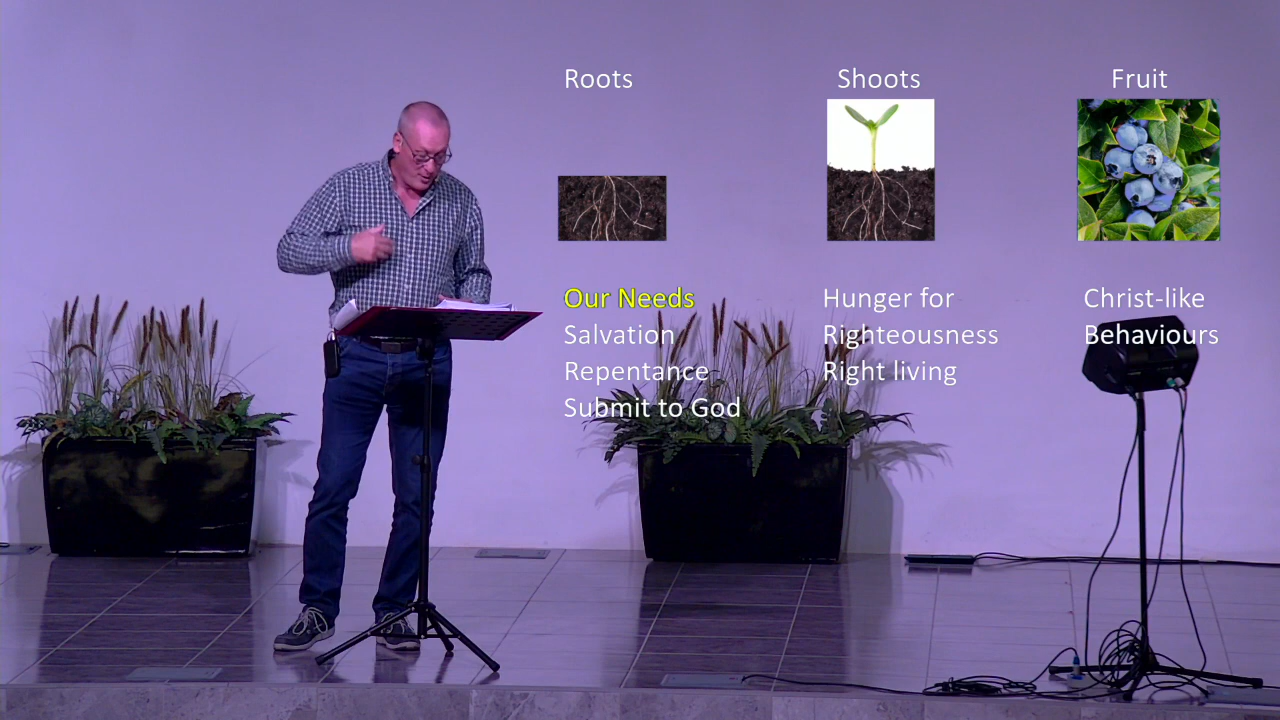 Roots
Our Needs
Salvation
Repentance
Submit to God
Shoots
Hunger for
Righteousness
Right living
Fruit
Christ-like
Behaviours